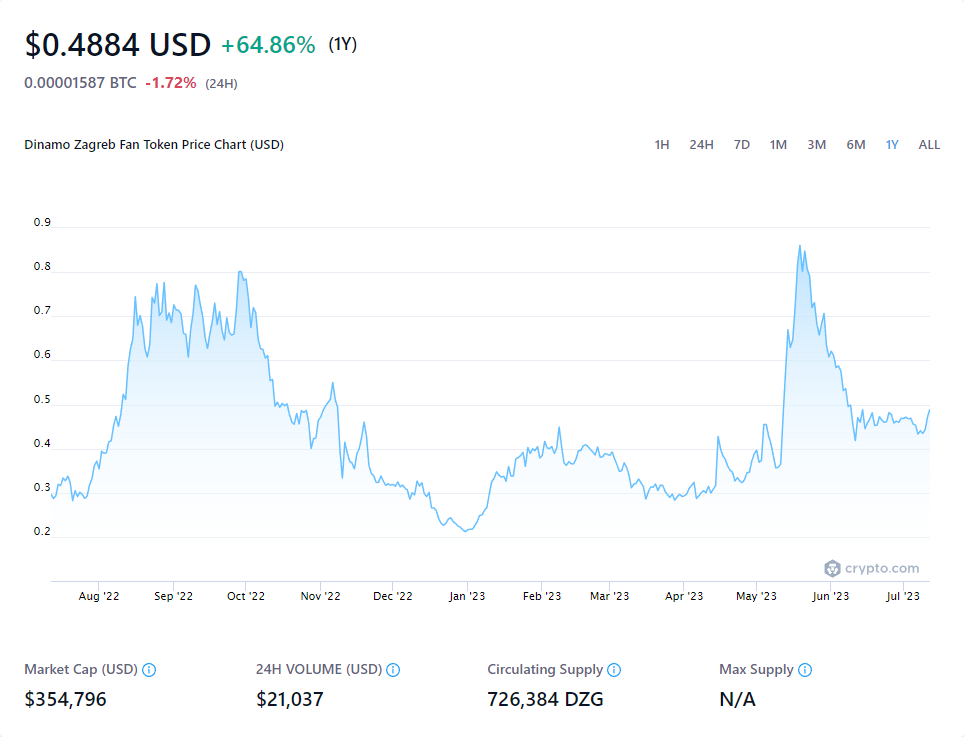 $0.4884 USD +64.86% (1Y)
0.00001587 BTC -1.72% (24H)
Dinamo Zagreb Fan Token Price Chart (USD) 1H 24H 7D 1M 3M 6M 1Y ALL
0.9
0.8
0.7
0.6
0.5
0.4
0.3
0.2
crypto.com
Aug '22 Sep '22 Oct '22 Nov '22 Dec '22 Jan '23 Feb '23 Mar '23 Apr '23 May '23 Jun '23 Jul '23
Market Cap (USD) 24H VOLUME (USD) Circulating Supply Max Supply
$354,796 $21,037 726,384 DZG N/A